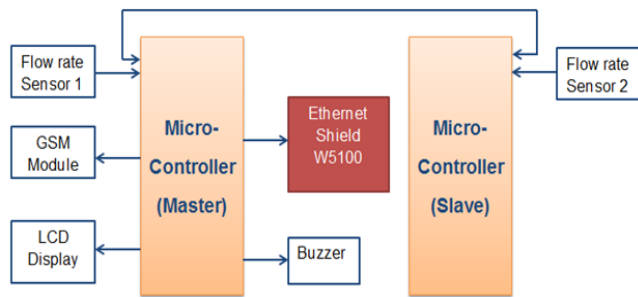 Flow rate
Sensor 1
GSM
Module
LCD
Display
Micro-
Controller
(Master)
Ethernet
Shield
W5100
Buzzer
Micro-
Controller
(Slave)
Flow rate
Sensor 2